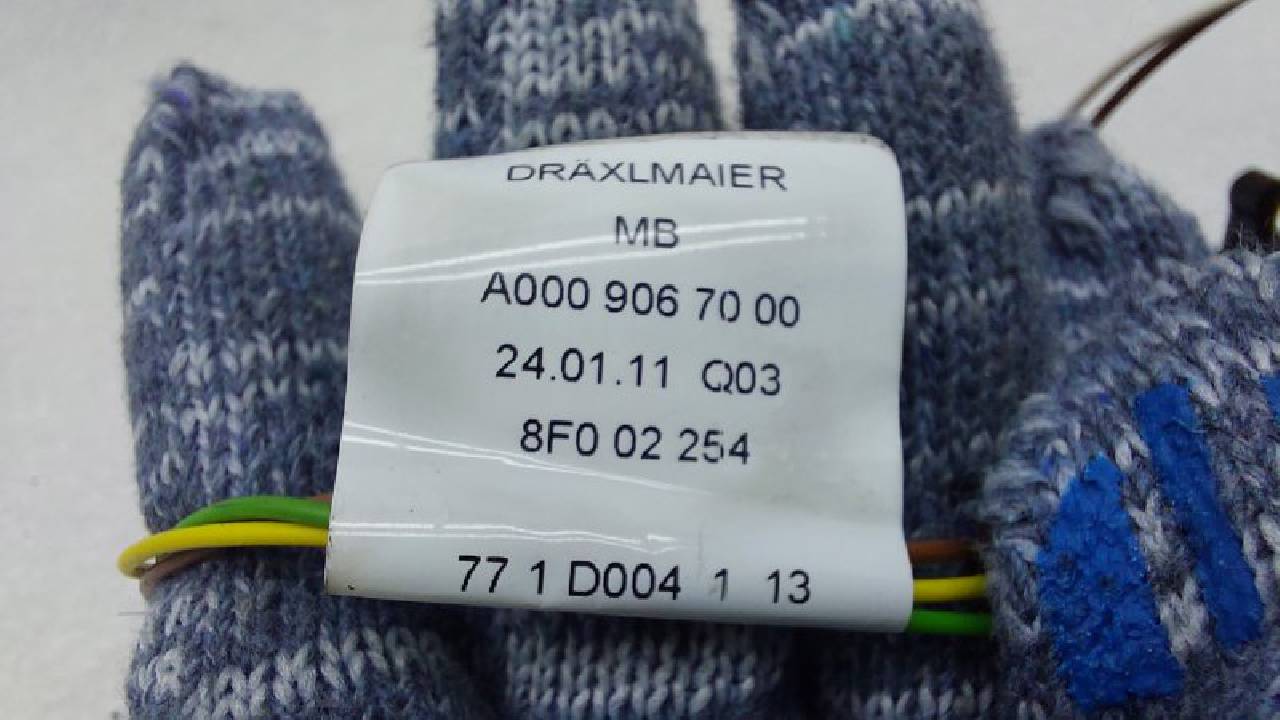 DRÄXLMAIER
MB
A000 906 70 00
24.01.11 Q03
8F0 02 254
77 1 D004 1 13